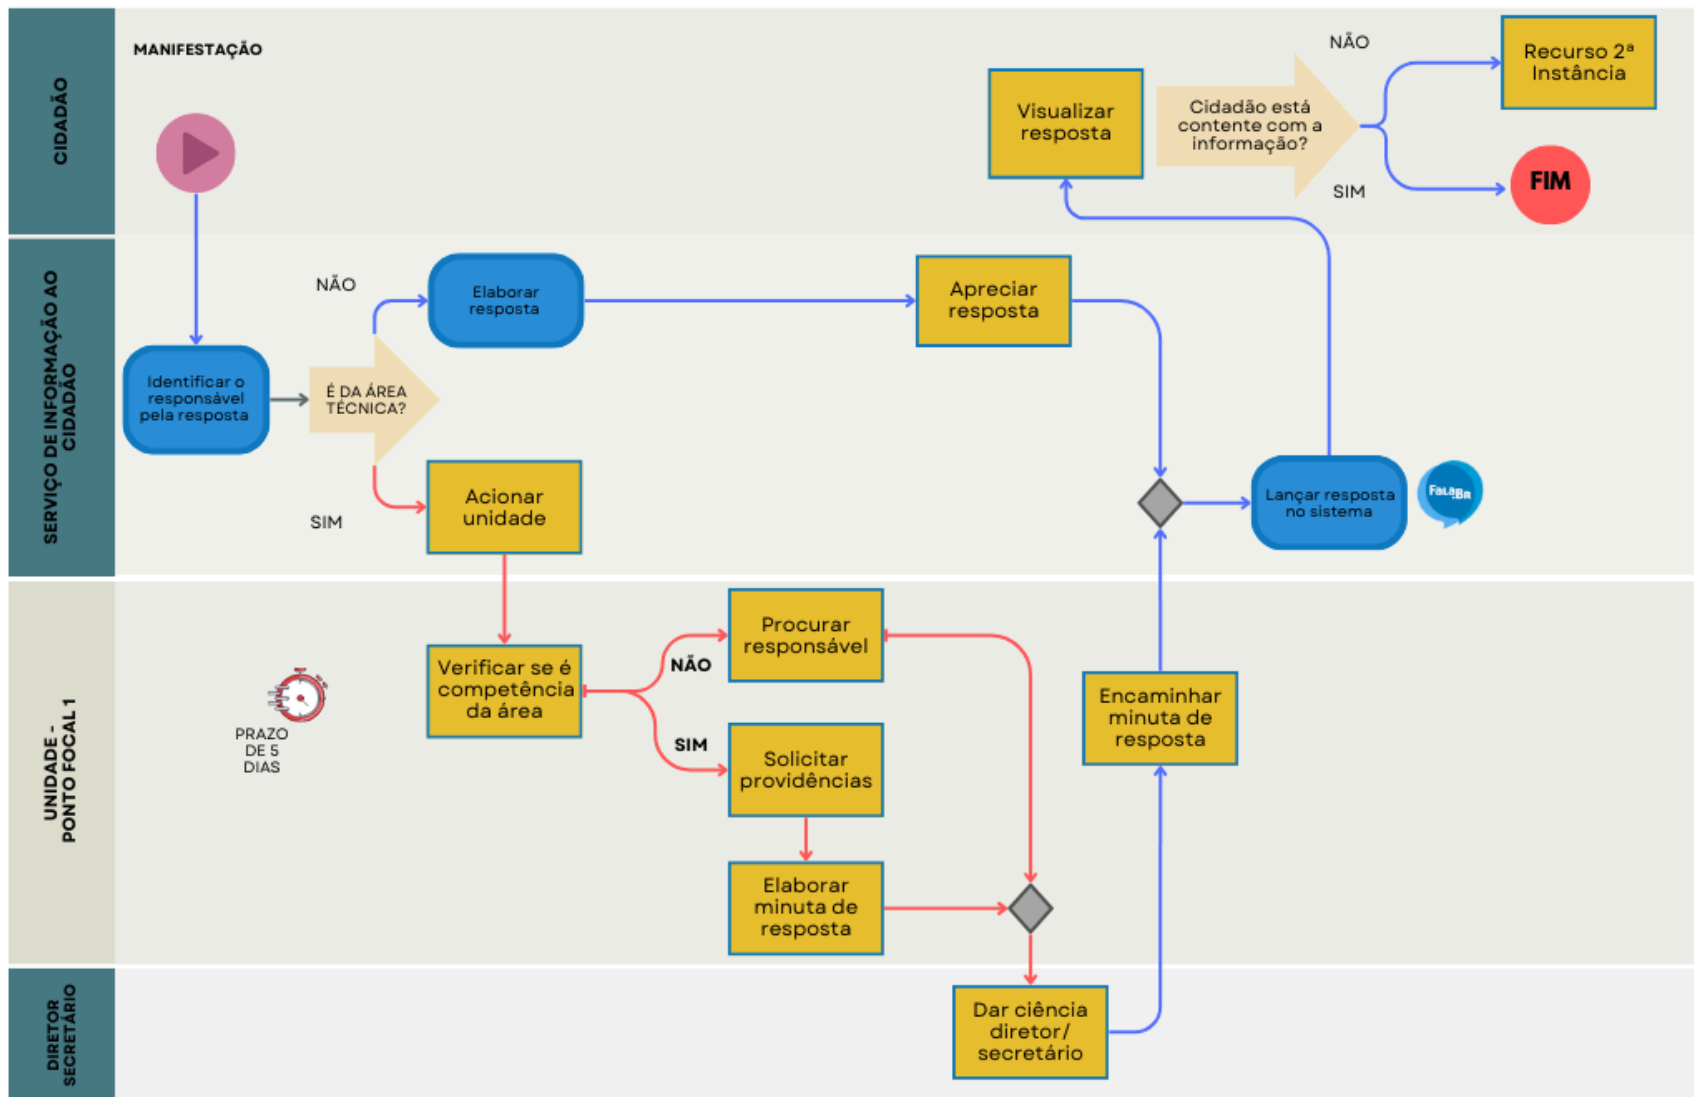 CIDADÃO
MANIFESTAÇÃO
Visualizar
resposta
Cidadão está
contente com a
informação?
NÃO
Recurso 2ª
Instância
SIM
FIM
SERVIÇO DE INFORMAÇÃO AO
CIDADÃO
Identificar o
responsável
pela resposta
É DA ÁREA
TÉCNICA?
NÃO
Elaborar
resposta
Apreciar
resposta
SIM
Acionar
unidade
Lançar resposta
no sistema
FALA.BR
UNIDADE -
PONTO FOCAL 1
PRAZO
DE 5
DIAS
Verificar se é
competência
da área
NÃO
Procurar
responsável
SIM
Solicitar
providências
Elaborar
minuta de
resposta
Encaminhar
minuta de
resposta
DIRETOR
SECRETÁRIO
Dar ciência
diretor/
secretário